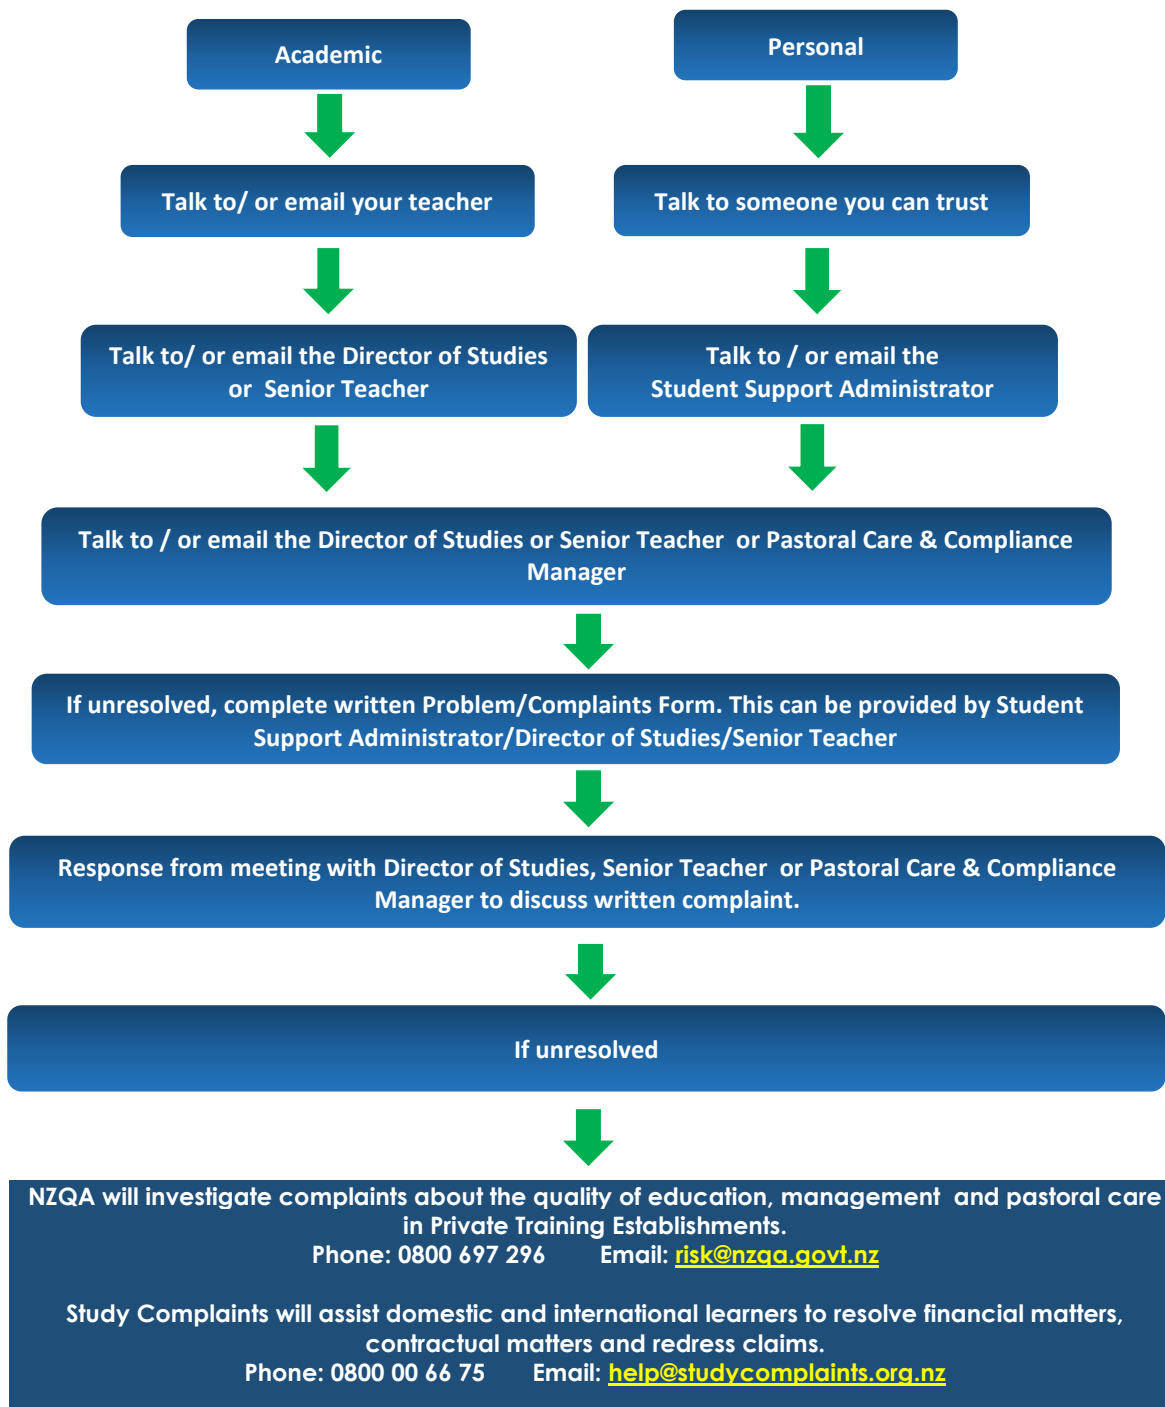 Academic
Personal
Talk to/ or email your teacher
Talk to someone you can trust
Talk to/ or email the Director of Studies
or Senior Teacher
Talk to / or email the
Student Support Administrator
Talk to / or email the Director of Studies or Senior Teacher or Pastoral Care & Compliance
Manager
If unresolved, complete written Problem/Complaints Form. This can be provided by Student
Support Administrator/Director of Studies/Senior Teacher
Response from meeting with Director of Studies, Senior Teacher or Pastoral Care & Compliance
Manager to discuss written complaint.
If unresolved
NZQA will investigate complaints about the quality of education, management and pastoral care
in Private Training Establishments.
Phone: 0800 697 296 Email: risk@nzqa.govt.nz
Study Complaints will assist domestic and international learners to resolve financial matters,
contractual matters and redress claims.
Phone: 0800 00 66 75 Email: help@studycomplaints.org.nz